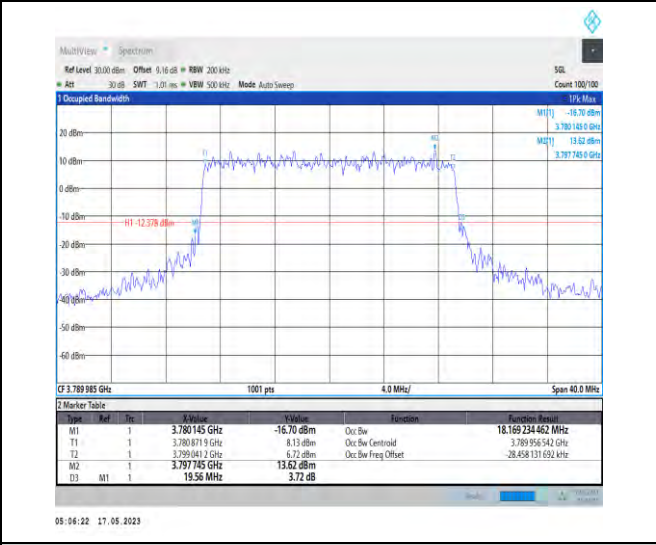 MultiView Spectrum
Ref Level 30.00 dBm Offset 9.16 dB RBW 200 kHz SGL
Att 30 dB SWT 1.01 ms VBW 500 kHz Mode Auto Sweep Count 100/100
1 Occupied Bandwidth 1Pk Max
M1[1] -16.70 dBm
3.780 145 0 GHz
M2[1] 13.62 dBm
3.797 745 0 GHz
20 dBm
M2
T1
T2
10 dBm
0 dBm
-10 dBm
H1 -12.378 dBm
M1
D3
-20 dBm
-30 dBm
-40 dBm
-50 dBm
-60 dBm
CF 3.789 985 GHz 1001 pts 4.0 MHz/ Span 40.0 MHz
2 Marker Table
Type Ref Trc X-Value Y-Value Function Function Result
M1 1 3.780 145 GHz -16.70 dBm Occ Bw 18.169 234 462 MHz
T1 1 3.780 871 9 GHz 8.13 dBm Occ Bw Centroid 3.789 956 542 GHz
T2 1 3.799 041 2 GHz 6.72 dBm Occ Bw Freq Offset -28.458 131 692 kHz
M2 1 3.797 745 GHz 13.62 dBm
D3 M1 1 19.56 MHz 3.72 dB
05:06:22 17.05.2023